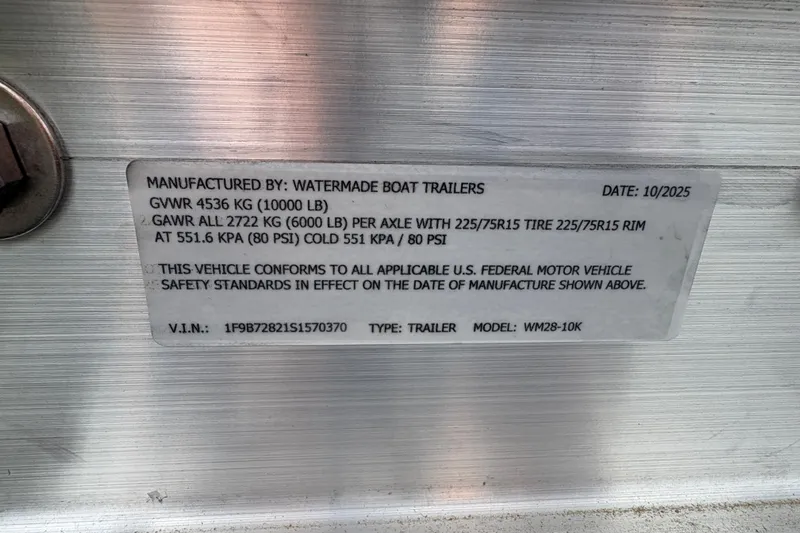 MANUFACTURED BY: WATERMADE BOAT TRAILERS DATE: 10/2025
GVWR 4536 KG (10000 LB)
GAWR ALL 2722 KG (6000 LB) PER AXLE WITH 225/75R15 TIRE 225/75R15 RIM
AT 551.6 KPA (80 PSI) COLD 551 KPA / 80 PSI
THIS VEHICLE CONFORMS TO ALL APPLICABLE U.S. FEDERAL MOTOR VEHICLE
SAFETY STANDARDS IN EFFECT ON THE DATE OF MANUFACTURE SHOWN ABOVE.
V.I.N.: 1F9B72821S1570370 TYPE: TRAILER MODEL: WM28-10K